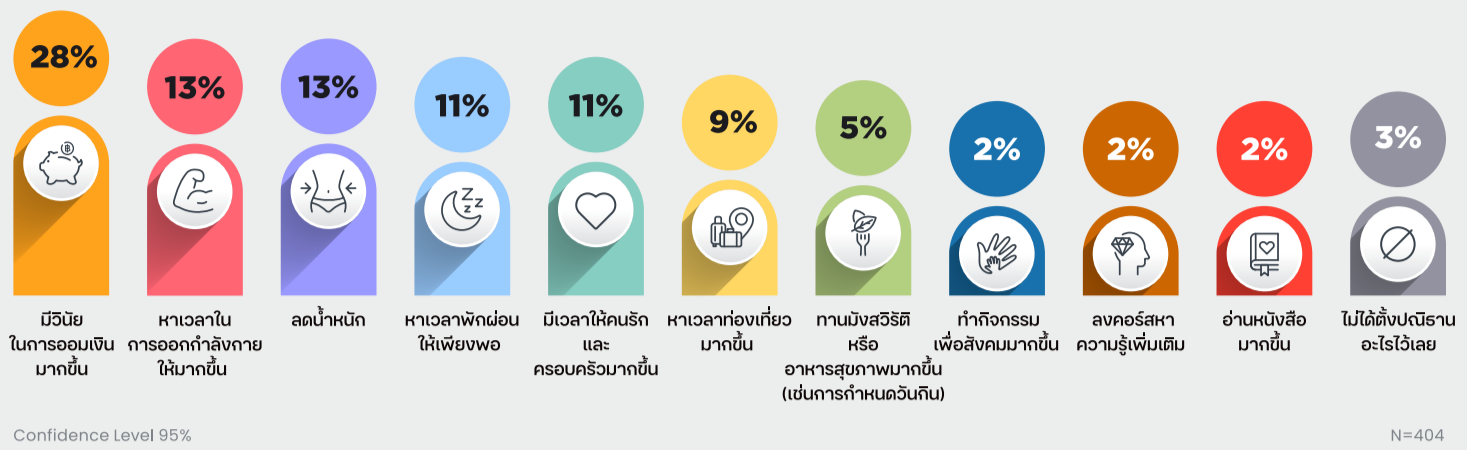 28%
13%
13%
11%
11%
9%
5%
2%
2%
2%
3%
มีวินัย
ในการออมเงิน
มากขึ้น
หาเวลาใน
การออกกำลังกาย
ให้มากขึ้น
ลดน้ำหนัก
หาเวลาพักผ่อน
ให้เพียงพอ
มีเวลาให้คนรัก
และ
ครอบครัวมากขึ้น
หาเวลาท่องเที่ยว
มากขึ้น
ทานมังสวิรัติ
หรือ
อาหารสุขภาพมากขึ้น
(เช่นการกำหนดวันกิน)
ทำกิจกรรม
เพื่อสังคมมากขึ้น
ลงคอร์สหา
ความรู้เพิ่มเติม
อ่านหนังสือ
มากขึ้น
ไม่ได้ตั้งปณิธาน
อะไรไว้เลย
Confidence Level 95%
N=404